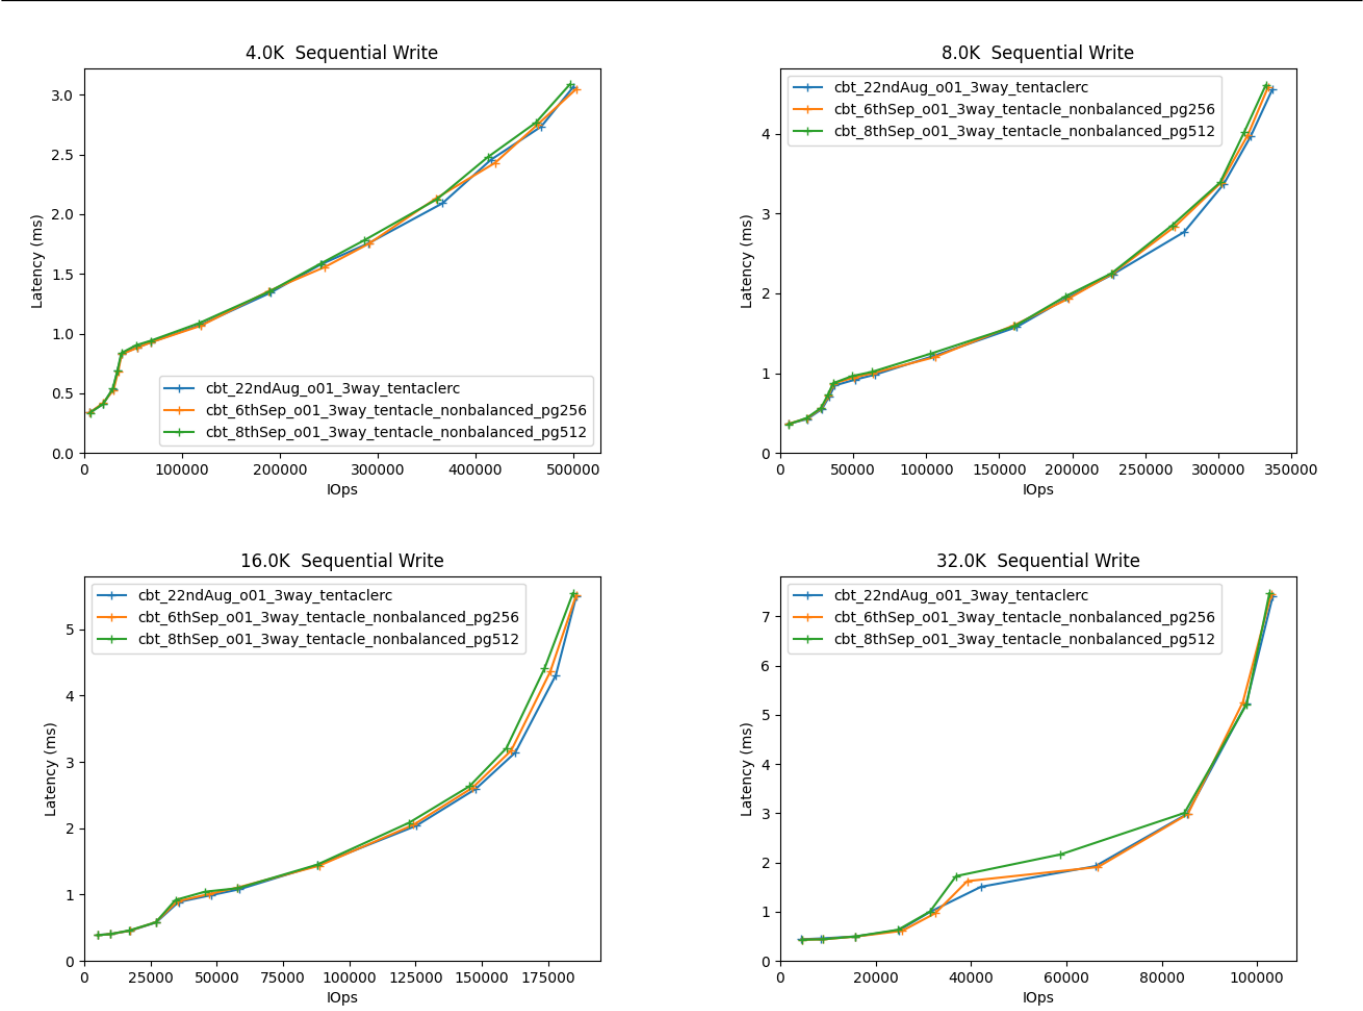 4.0K  Sequential Write
Latency (ms)
3.0
2.5
2.0
1.5
1.0
0.5
0.0
cbt_22ndAug_o01_3way_tentaclerc
cbt_6thSep_o01_3way_tentacle_nonbalanced_pg256
cbt_8thSep_o01_3way_tentacle_nonbalanced_pg512
0 100000 200000 300000 400000 500000
IOps
8.0K  Sequential Write
cbt_22ndAug_o01_3way_tentaclerc
cbt_6thSep_o01_3way_tentacle_nonbalanced_pg256
cbt_8thSep_o01_3way_tentacle_nonbalanced_pg512
Latency (ms)
4
3
2
1
0
0 50000 100000 150000 200000 250000 300000 350000
IOps
16.0K  Sequential Write
cbt_22ndAug_o01_3way_tentaclerc
cbt_6thSep_o01_3way_tentacle_nonbalanced_pg256
cbt_8thSep_o01_3way_tentacle_nonbalanced_pg512
Latency (ms)
5
4
3
2
1
0
0 25000 50000 75000 100000 125000 150000 175000
IOps
32.0K  Sequential Write
cbt_22ndAug_o01_3way_tentaclerc
cbt_6thSep_o01_3way_tentacle_nonbalanced_pg256
cbt_8thSep_o01_3way_tentacle_nonbalanced_pg512
Latency (ms)
7
6
5
4
3
2
1
0
0 20000 40000 60000 80000 100000
IOps